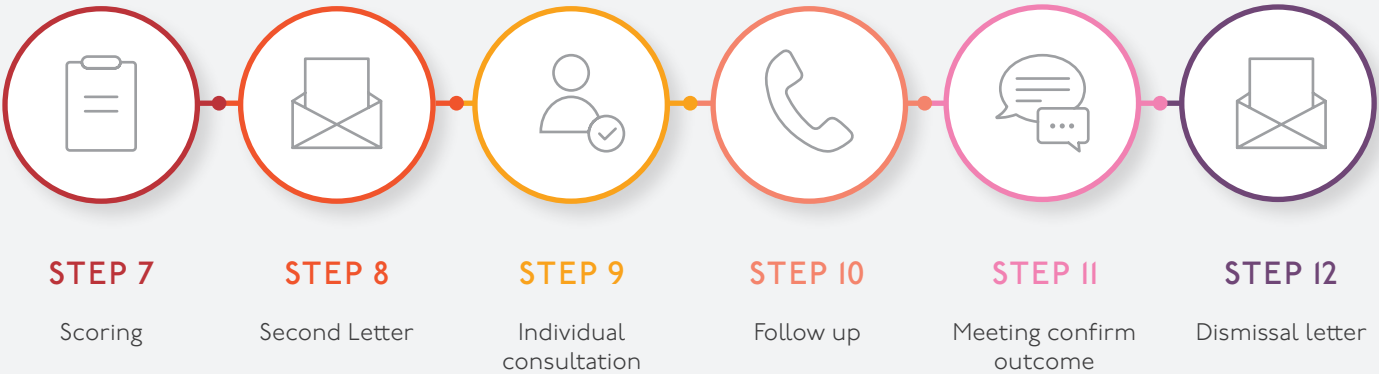 STEP 7
Scoring
STEP 8
Second Letter
STEP 9
Individual
consultation
STEP 10
Follow up
STEP 11
Meeting confirm
outcome
STEP 12
Dismissal letter